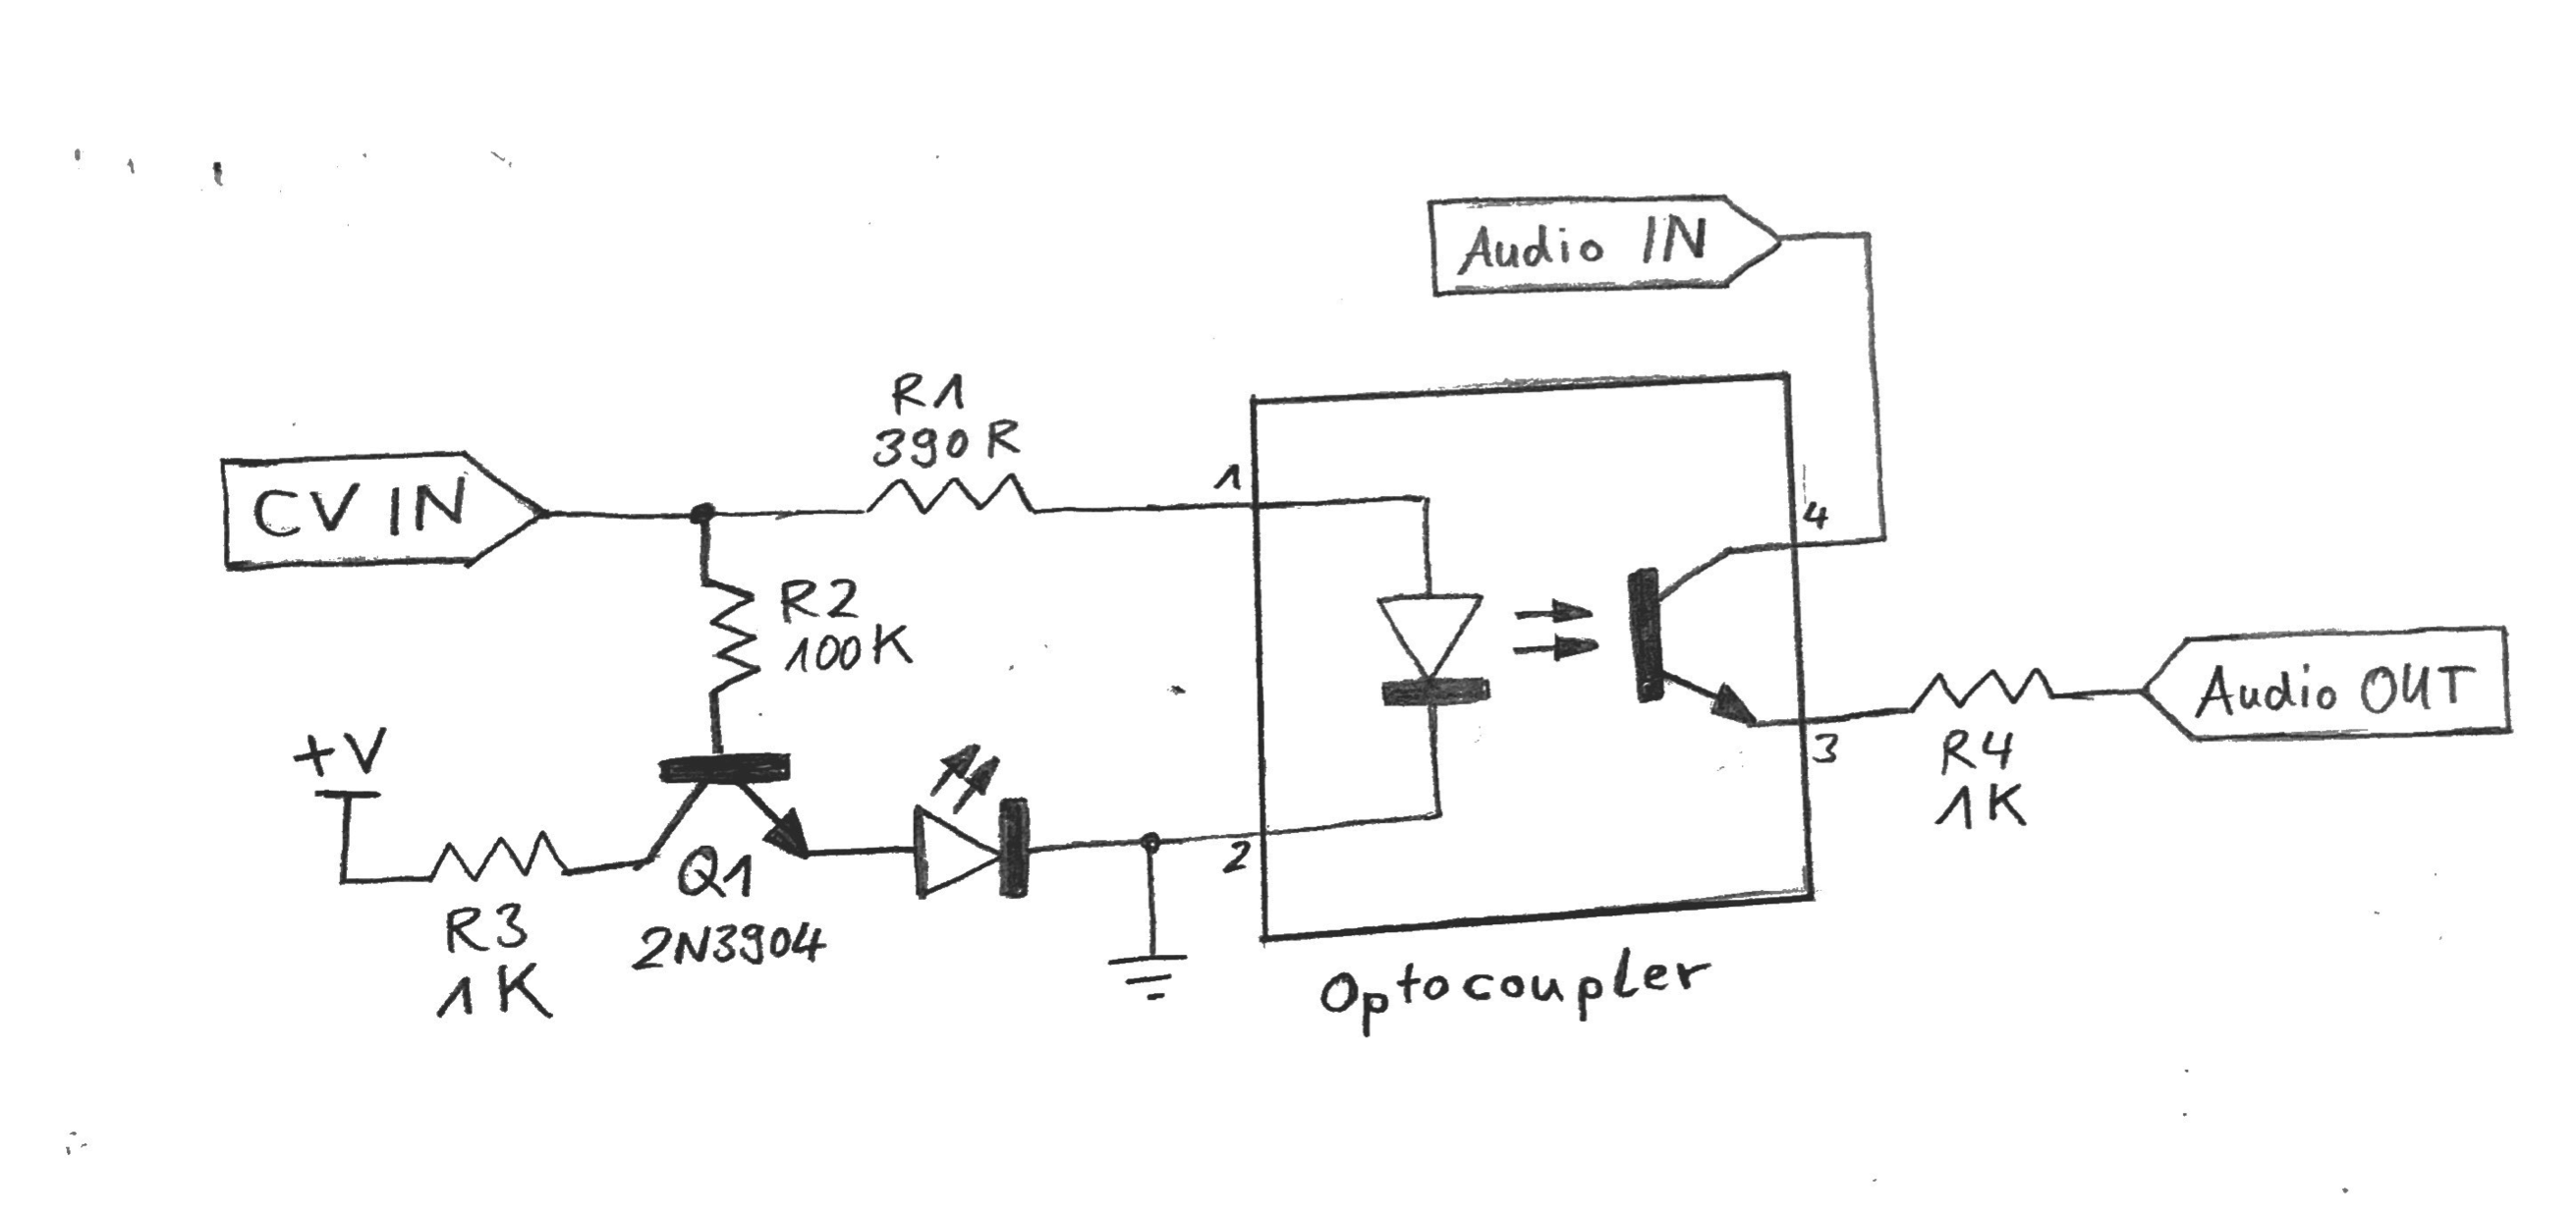 Audio IN
R1
390R
CV IN
1
4
R2
100K
Audio OUT
+V
3
R4
1K
Q1
2
R3
1K
2N3904
Optocoupler